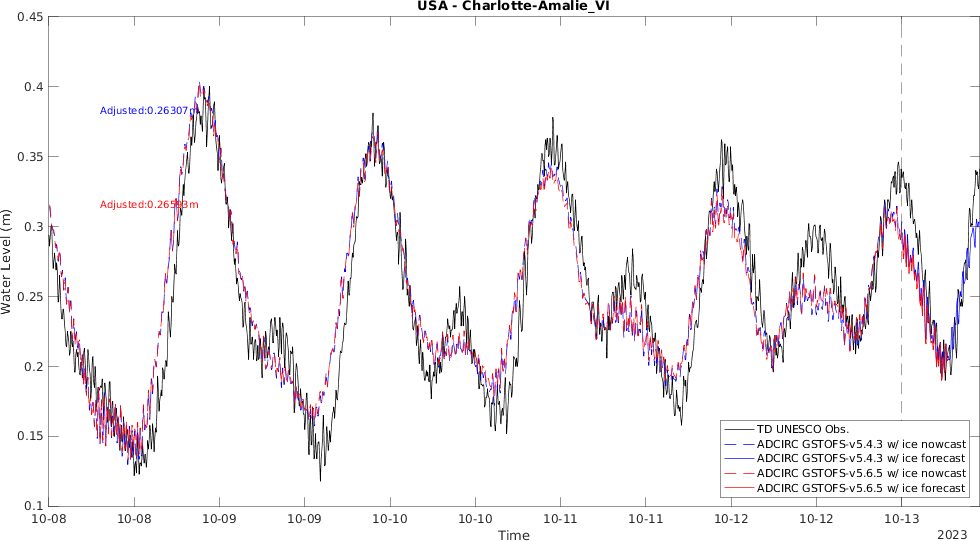 USA - Charlotte-Amalie_VI
0.45
0.4
Adjusted:0.26307m
0.35
Adjusted:0.26593m
0.3
Water Level (m)
0.25
0.2
0.15
0.1
TD UNESCO Obs.
ADCIRC GSTOFS-v5.4.3 w/ ice nowcast
ADCIRC GSTOFS-v5.4.3 w/ ice forecast
ADCIRC GSTOFS-v5.6.5 w/ ice nowcast
ADCIRC GSTOFS-v5.6.5 w/ ice forecast
10-08 10-08 10-09 10-09 10-10 10-10 10-11 10-11 10-12 10-12 10-13
Time
2023